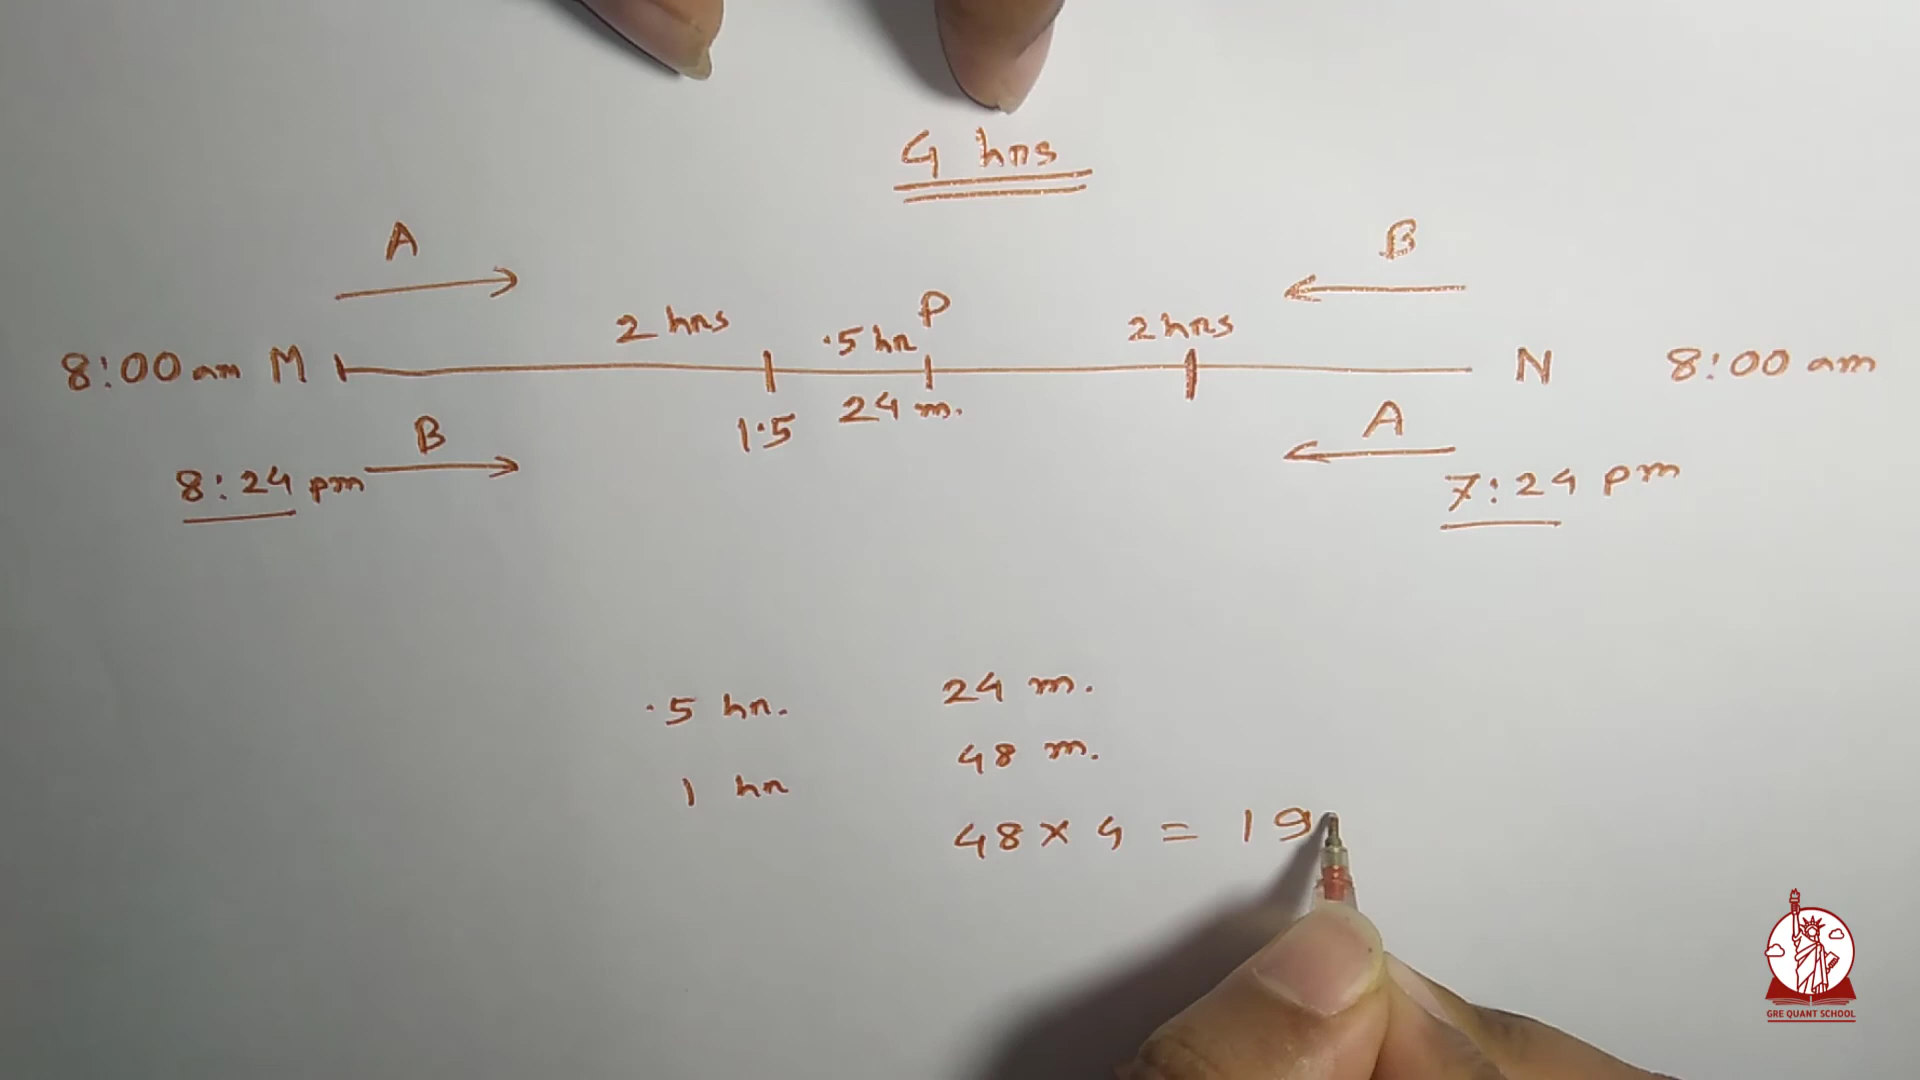 4 hrs
A B
2 hrs .5 hr P 2 hrs
8:00 am M N 8:00 am
1.5 24 m.
B A
8:24 pm 7:24 pm
.5 hr. 24 m.
48 m.
1 hr
48 x 4 = 19
GRE QUANT SCHOOL